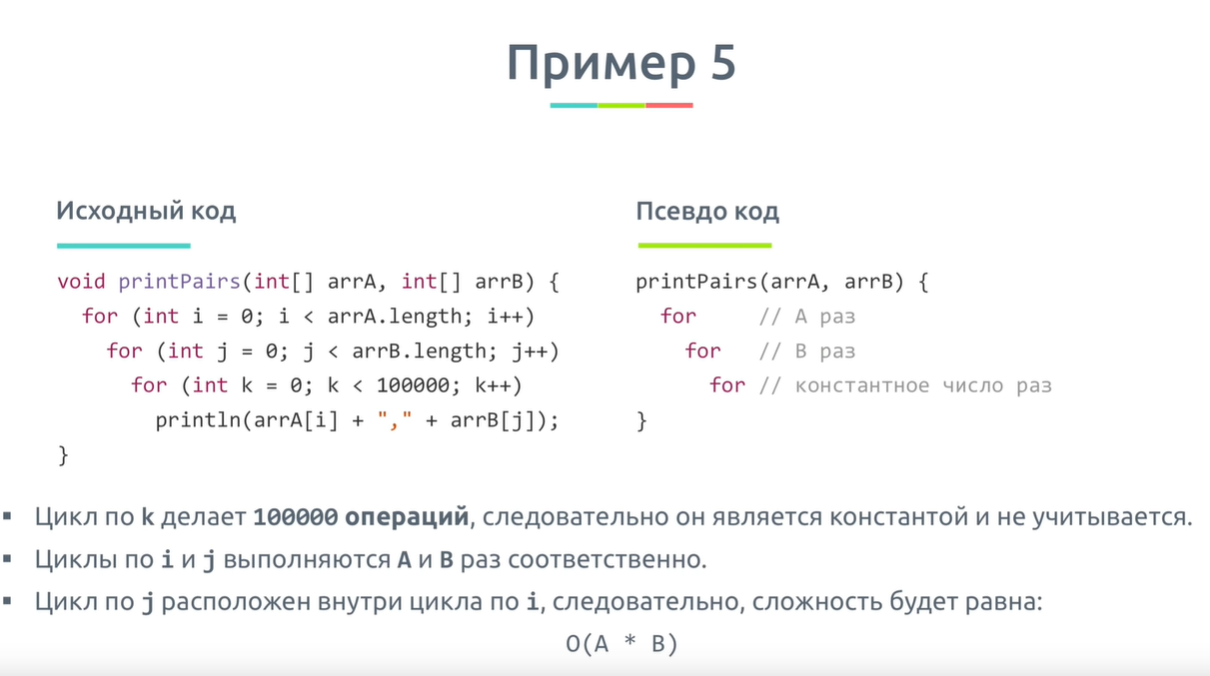 Пример 5
Исходный код
void printPairs(int[] arrA, int[] arrB) {
for (int i = 0; i < arrA.length; i++)
for (int j = 0; j < arrB.length; j++)
for (int k = 0; k < 100000; k++)
println(arrA[i] + "," + arrB[j]);
}
Псевдо код
printPairs(arrA, arrB) {
for // A раз
for // B раз
for // константное число раз
}
▪ Цикл по k делает 100000 операций, следовательно он является константой и не учитывается.
▪ Циклы по i и j выполняются A и B раз соответственно.
▪ Цикл по j расположен внутри цикла по i, следовательно, сложность будет равна:
O(A * B)